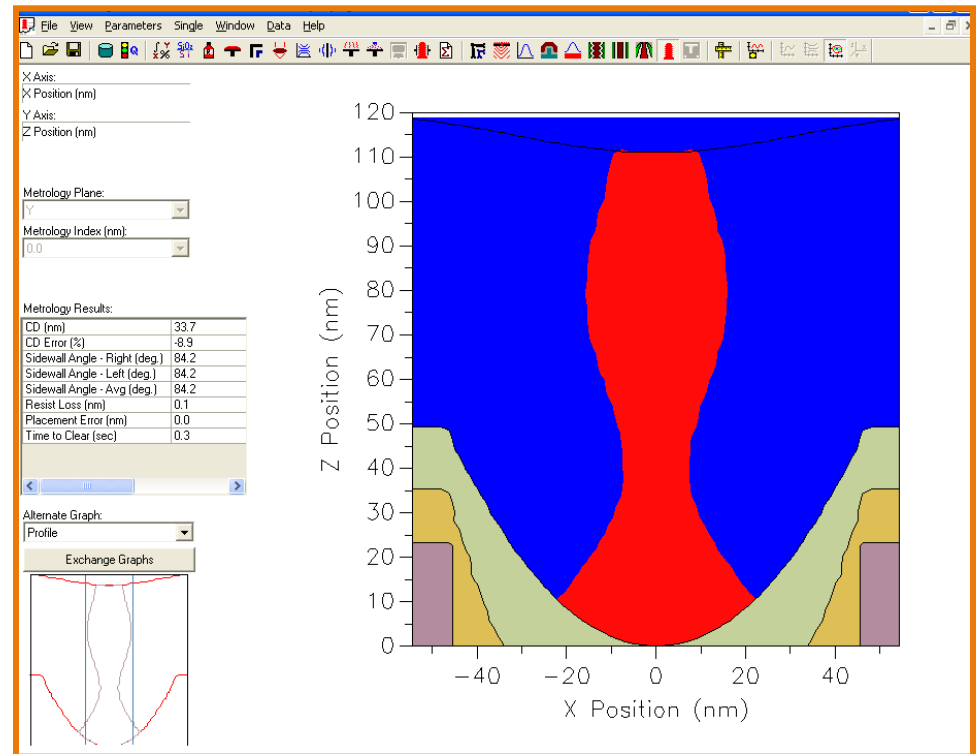 File View Parameters Single Window Data Help
X Axis:
X Position (nm)
Y Axis:
Z Position (nm)
Metrology Plane:
Y
Metrology Index (nm):
0.0
Metrology Results:
CD (nm) 33.7
CD Error (%) -8.9
Sidewall Angle - Right (deg.) 84.2
Sidewall Angle - Left (deg.) 84.2
Sidewall Angle - Avg (deg.) 84.2
Resist Loss (nm) 0.1
Placement Error (nm) 0.0
Time to Clear (sec) 0.3
Alternate Graph:
Profile
Exchange Graphs
120
110
100
90
80
70
60
50
40
30
20
10
0
Z Position (nm)
-40 -20 0 20 40
X Position (nm)